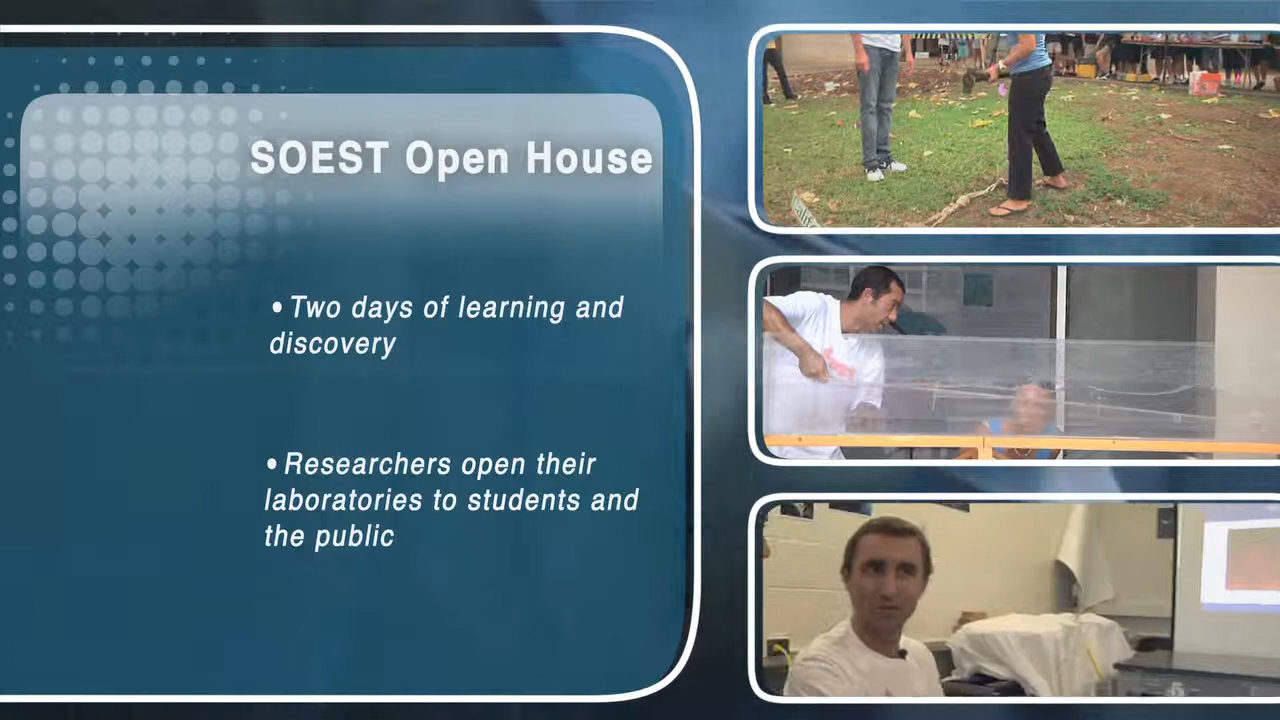 SOEST Open House
• Two days of learning and
discovery
• Researchers open their
laboratories to students and
the public